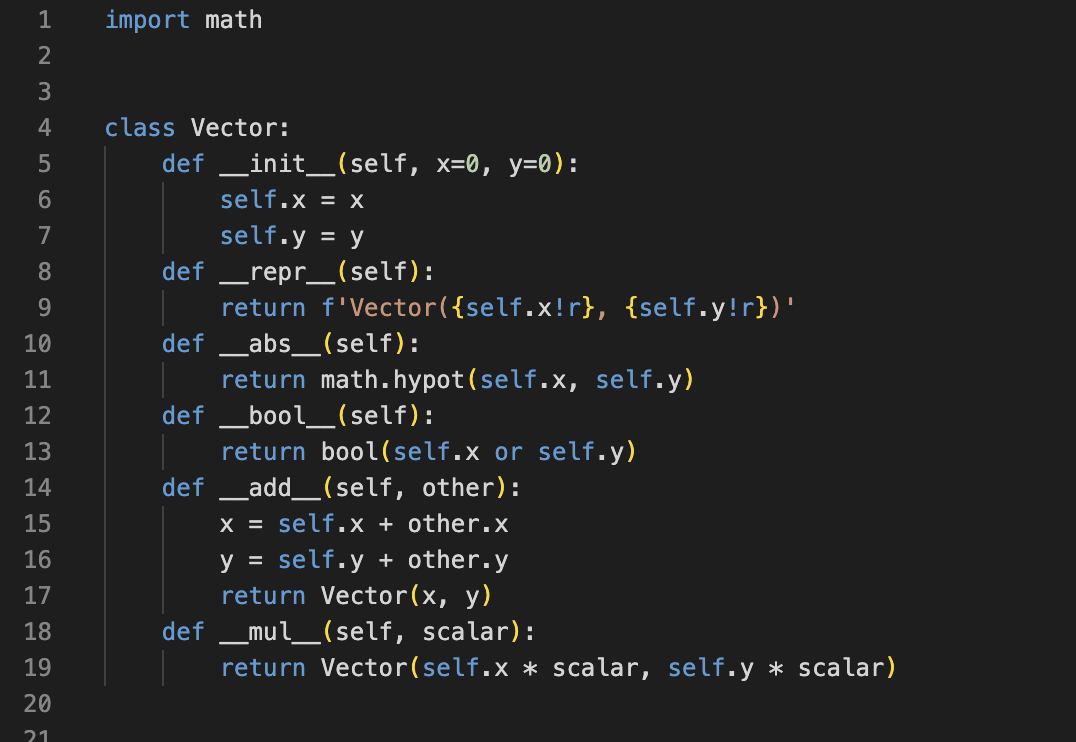 1 import math
2
3
4 class Vector:
5     def __init__(self, x=0, y=0):
6         self.x = x
7         self.y = y
8     def __repr__(self):
9         return f'Vector({self.x!r}, {self.y!r})'
10     def __abs__(self):
11         return math.hypot(self.x, self.y)
12     def __bool__(self):
13         return bool(self.x or self.y)
14     def __add__(self, other):
15         x = self.x + other.x
16         y = self.y + other.y
17         return Vector(x, y)
18     def __mul__(self, scalar):
19         return Vector(self.x * scalar, self.y * scalar)
20
21